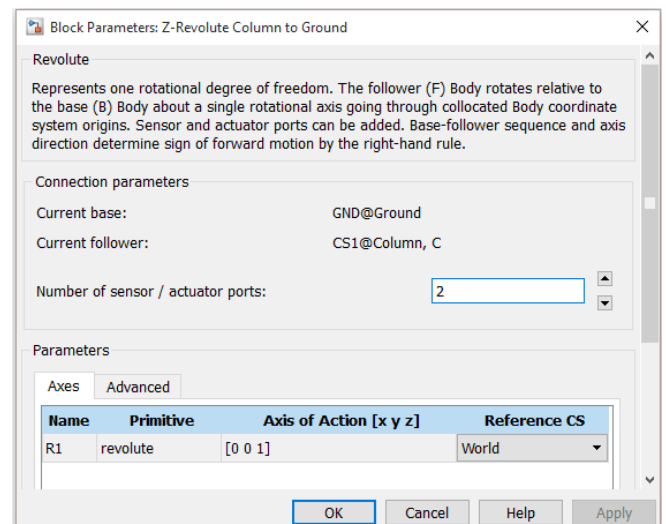 Block Parameters: Z-Revolute Column to Ground
Revolute
Represents one rotational degree of freedom. The follower (F) Body rotates relative to
the base (B) Body about a single rotational axis going through collocated Body coordinate
system origins. Sensor and actuator ports can be added. Base-follower sequence and axis
direction determine sign of forward motion by the right-hand rule.
Connection parameters
Current base: GND@Ground
Current follower: CS1@Column, C
Number of sensor / actuator ports: 2
Parameters
Axes Advanced
Name Primitive Axis of Action [x y z] Reference CS
R1 revolute [0 0 1] World
OK Cancel Help Apply